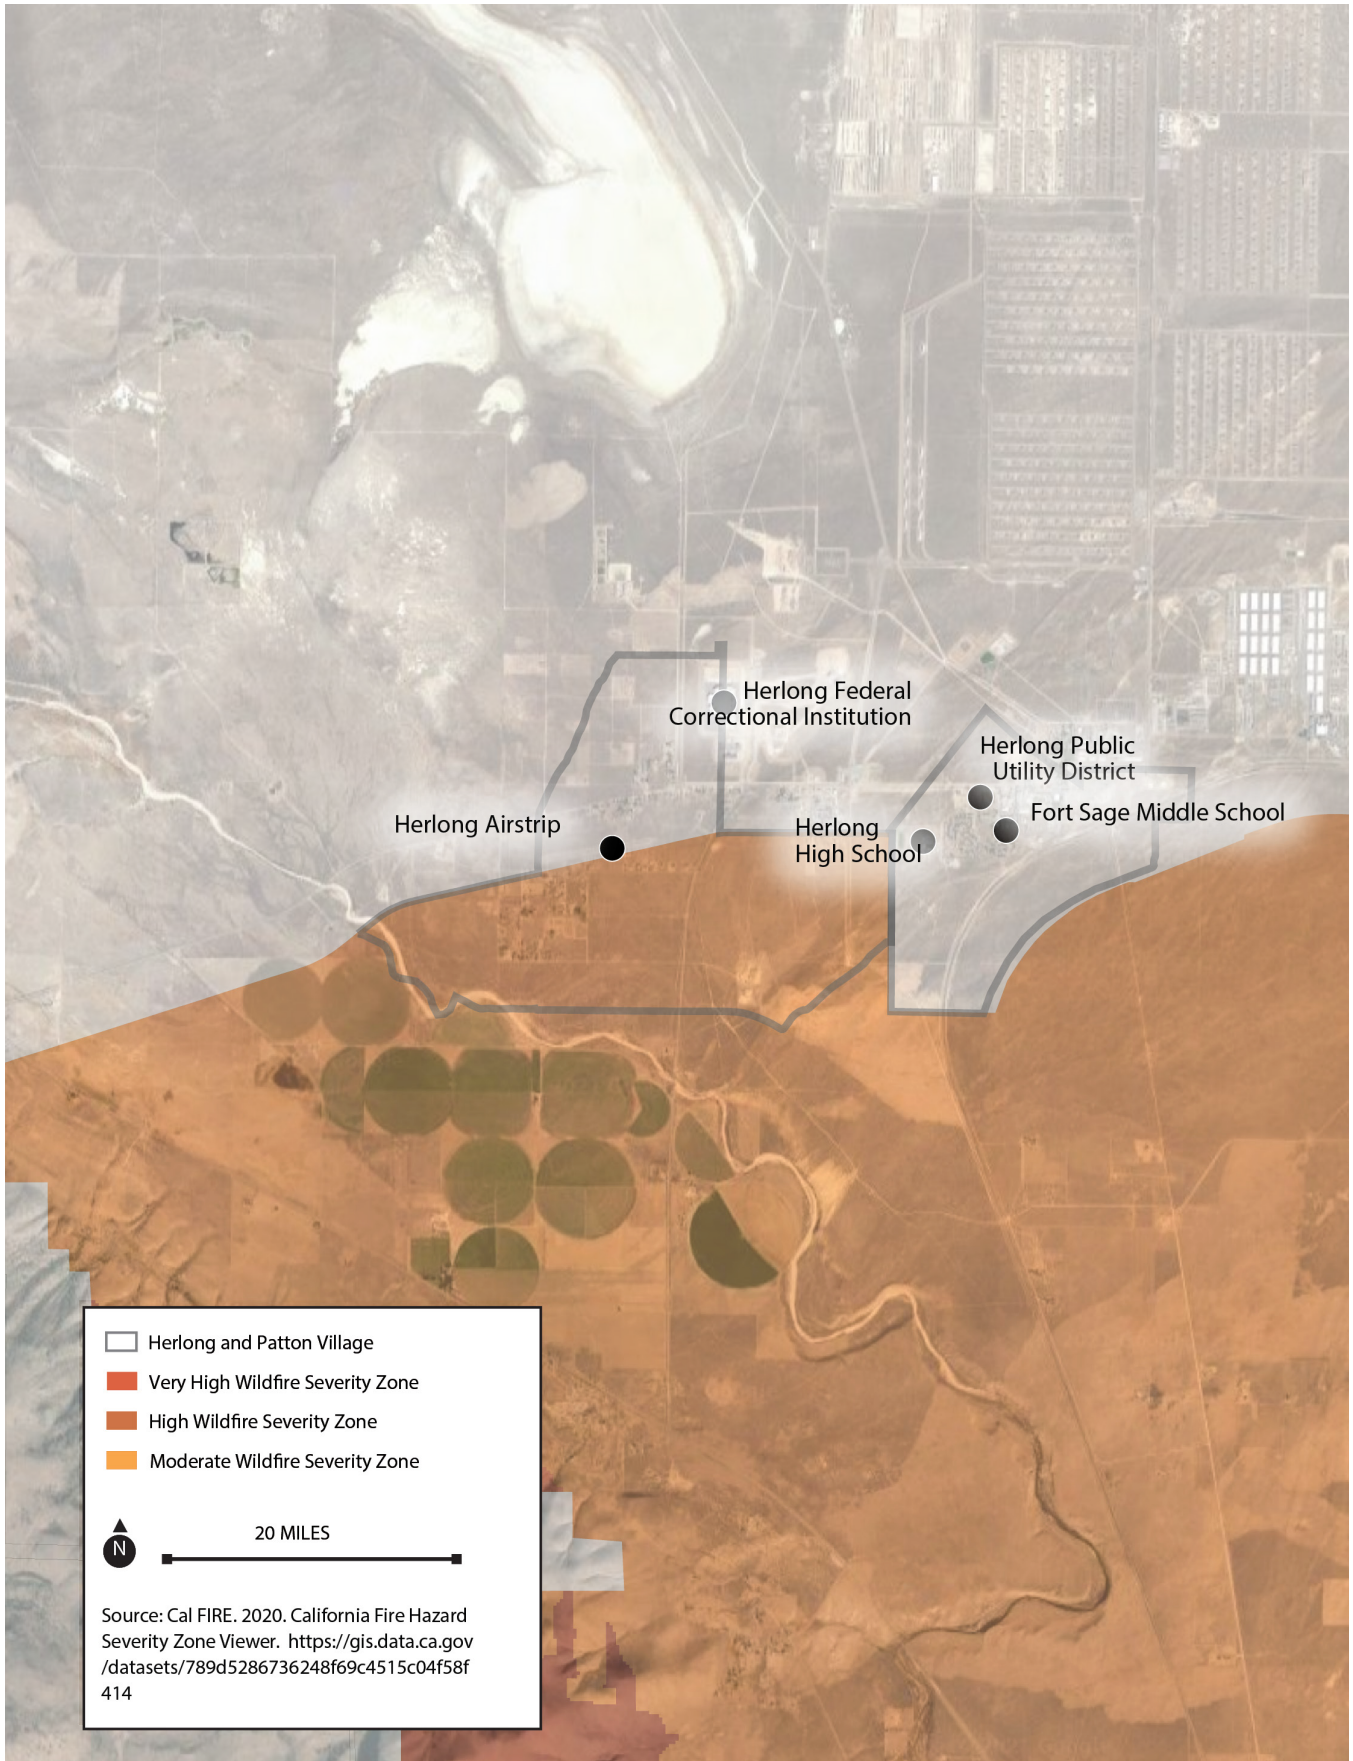 Herlong Federal
Correctional Institution
Herlong Public
Utility District
Fort Sage Middle School
Herlong Airstrip
Herlong
High School
Herlong and Patton Village
Very High Wildfire Severity Zone
High Wildfire Severity Zone
Moderate Wildfire Severity Zone
N
20 MILES
Source: Cal FIRE. 2020. California Fire Hazard
Severity Zone Viewer.  https://gis.data.ca.gov
/datasets/789d5286736248f69c4515c04f58f
414